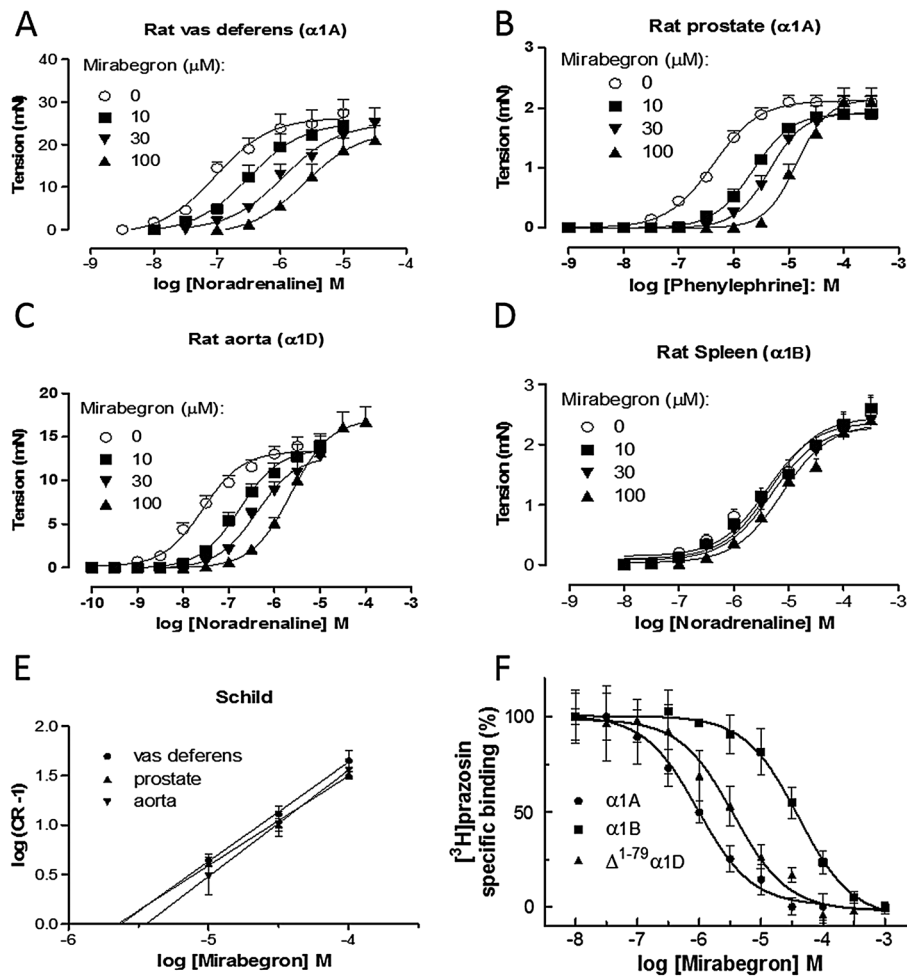 A
Rat vas deferens (α1A)
Mirabegron (μM):
0
10
30
100
Tension (mN)
40
30
20
10
0
-9 -8 -7 -6 -5 -4
log [Noradrenaline] M
B
Rat prostate (α1A)
Mirabegron (μM):
0
10
30
100
Tension (mN)
3
2
1
0
-9 -8 -7 -6 -5 -4 -3
log [Phenylephrine]: M
C
Rat aorta (α1D)
Mirabegron (μM):
0
10
30
100
Tension (mN)
20
15
10
5
0
-10 -9 -8 -7 -6 -5 -4 -3
log [Noradrenaline] M
D
Rat Spleen (α1B)
Mirabegron (μM):
0
10
30
100
Tension (mN)
3
2
1
0
-9 -8 -7 -6 -5 -4 -3
log [Noradrenaline] M
E
Schild
vas deferens
prostate
aorta
log (CR -1)
2.0
1.5
1.0
0.5
0.0
-6 -5 -4
log [Mirabegron] M
F
[³H]prazosin
specific binding (%)
100
50
0
α1A
α1B
Δ¹⁻⁷⁹α1D
-8 -7 -6 -5 -4 -3
log [Mirabegron] M